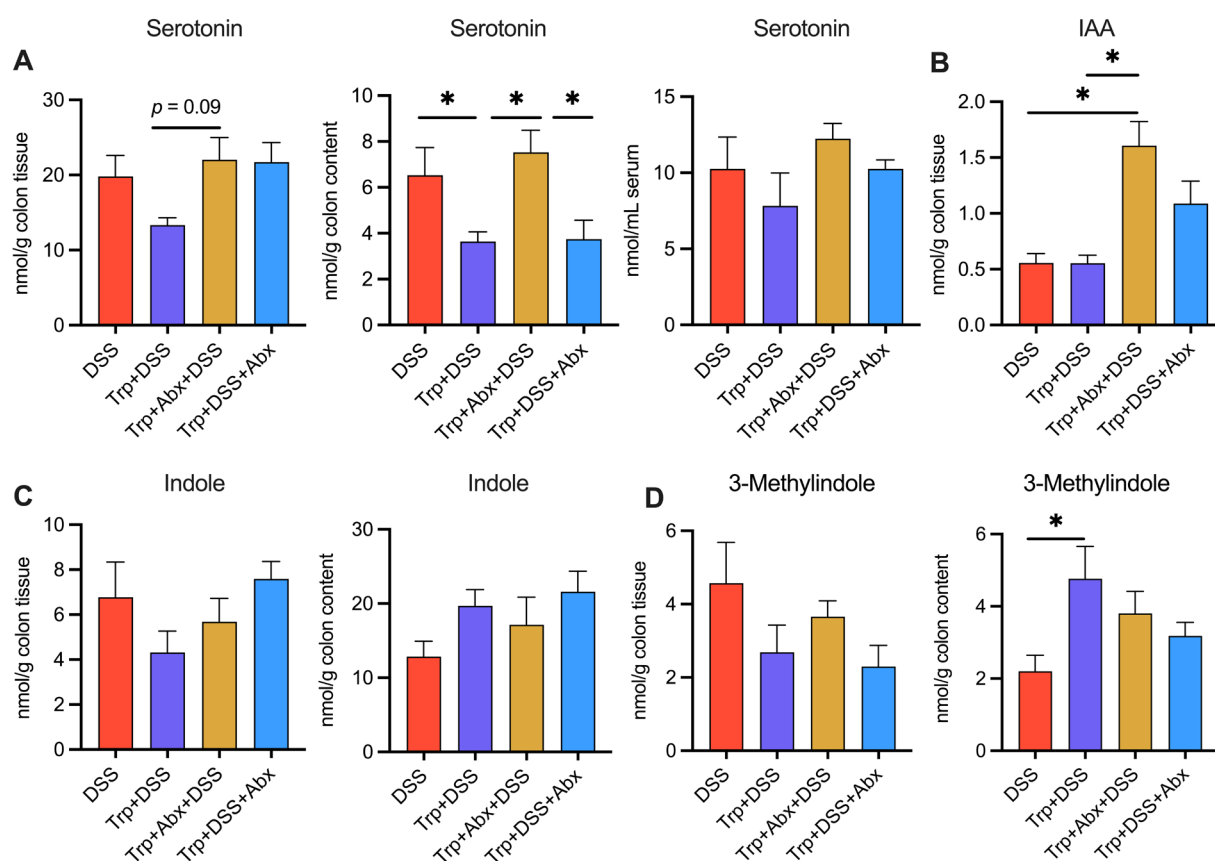 Serotonin
Serotonin
Serotonin
IAA
A
B
nmol/g colon tissue
30
20
10
0
p = 0.09
DSS
Trp+DSS
Trp+Abx+DSS
Trp+DSS+Abx
nmol/g colon content
10
8
6
4
2
0
*
*
*
DSS
Trp+DSS
Trp+Abx+DSS
Trp+DSS+Abx
nmol/mL serum
15
10
5
0
DSS
Trp+DSS
Trp+Abx+DSS
Trp+DSS+Abx
nmol/g colon tissue
2.0
1.5
1.0
0.5
0.0
*
*
DSS
Trp+DSS
Trp+Abx+DSS
Trp+DSS+Abx
C
Indole
Indole
D
3-Methylindole
3-Methylindole
nmol/g colon tissue
10
8
6
4
2
0
DSS
Trp+DSS
Trp+Abx+DSS
Trp+DSS+Abx
nmol/g colon content
30
20
10
0
DSS
Trp+DSS
Trp+Abx+DSS
Trp+DSS+Abx
nmol/g colon tissue
6
4
2
0
DSS
Trp+DSS
Trp+Abx+DSS
Trp+DSS+Abx
nmol/g colon content
6
4
2
0
*
DSS
Trp+DSS
Trp+Abx+DSS
Trp+DSS+Abx